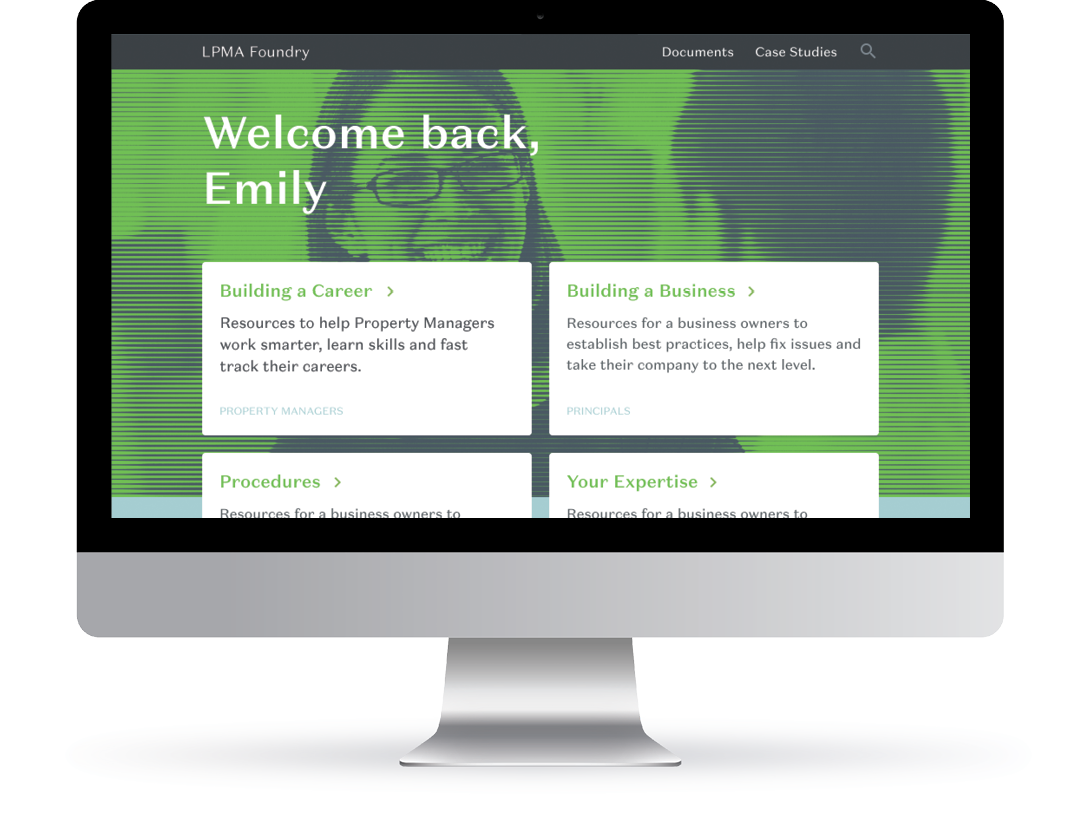 LPMA Foundry
Documents
Case Studies
Welcome back,
Emily
Building a Career
Resources to help Property Managers
work smarter, learn skills and fast
track their careers.
PROPERTY MANAGERS
Building a Business
Resources for a business owners to
establish best practices, help fix issues and
take their company to the next level.
PRINCIPALS
Procedures
Resources for a business owners to
Your Expertise
Resources for a business owners to